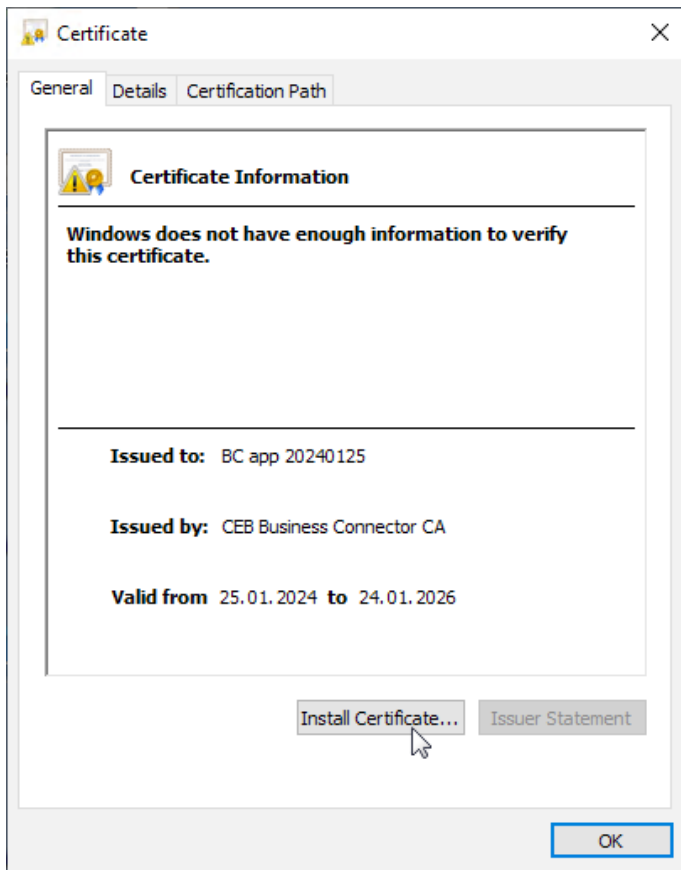 Certificate
General Details Certification Path
Certificate Information
Windows does not have enough information to verify
this certificate.
Issued to: BC app 20240125
Issued by: CEB Business Connector CA
Valid from 25.01.2024 to 24.01.2026
Install Certificate... Issuer Statement
OK